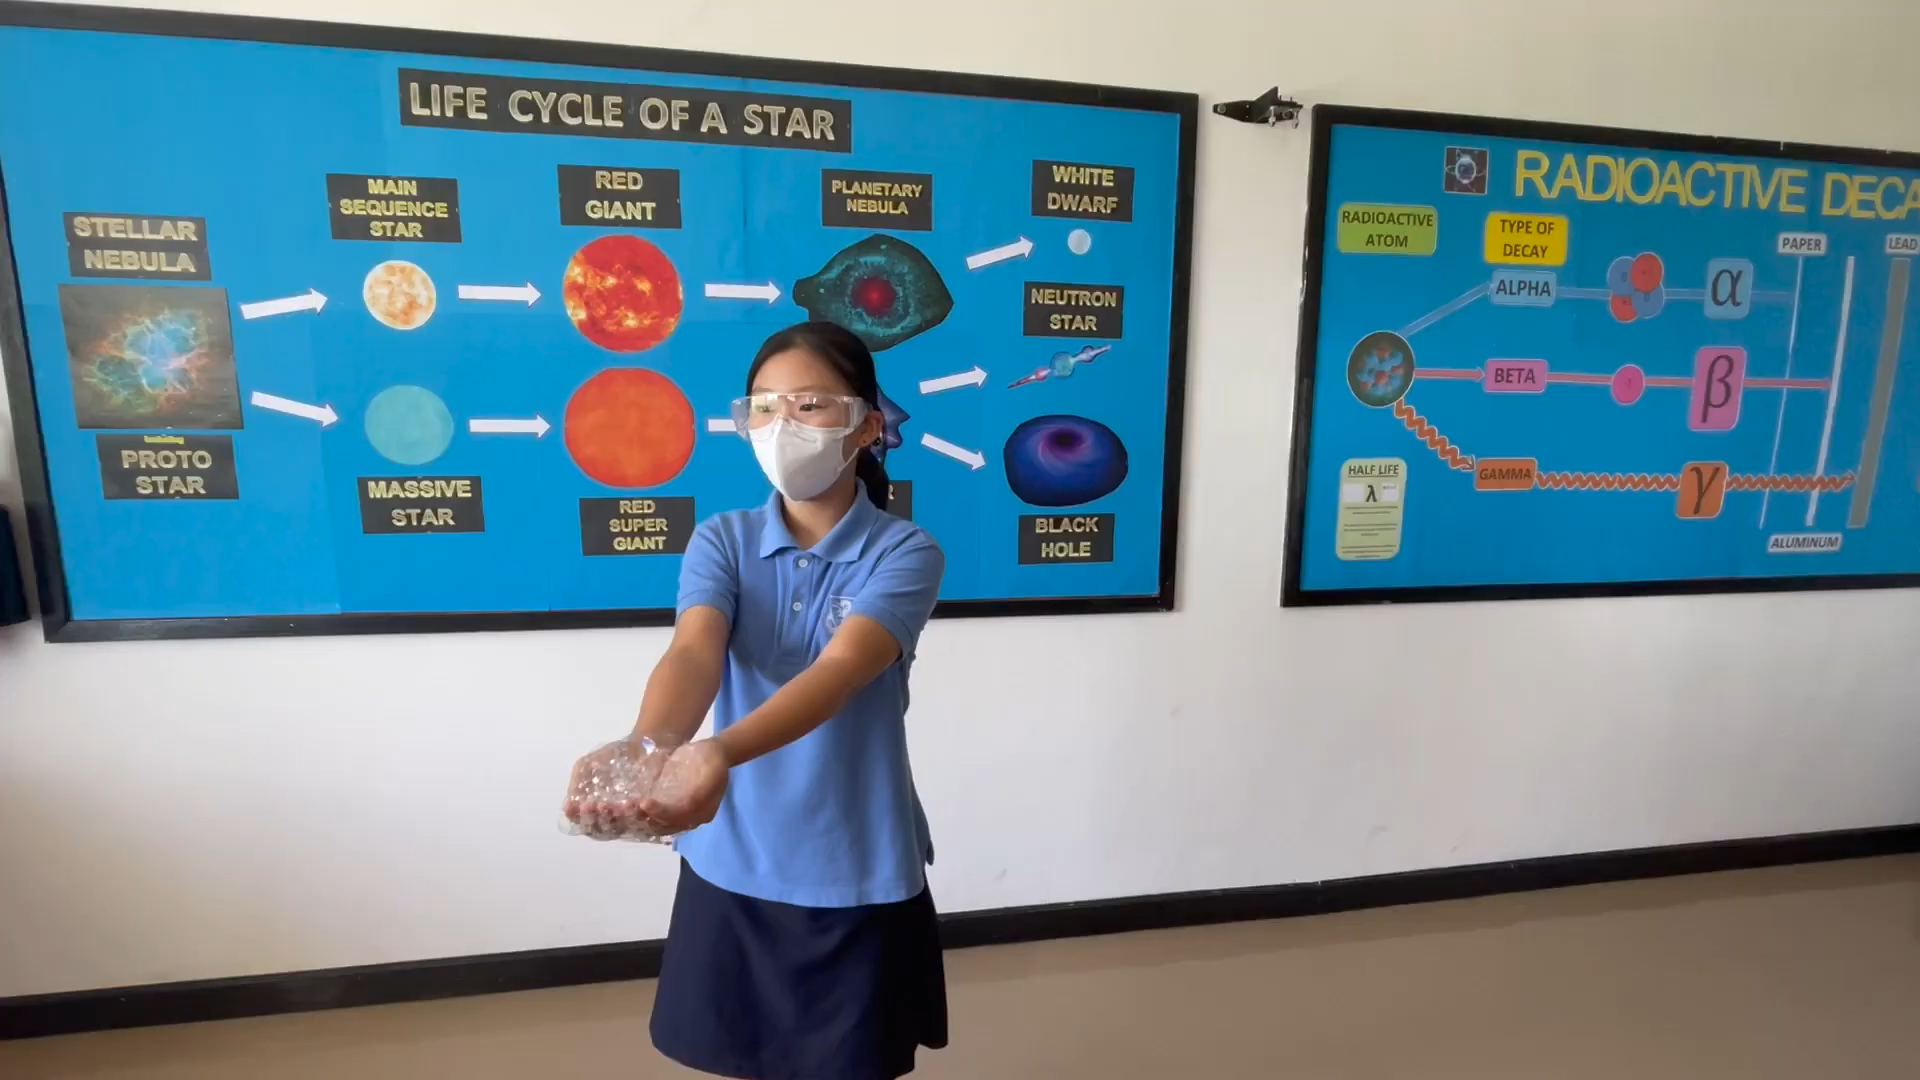 LIFE CYCLE OF A STAR
STELLAR
NEBULA
PROTO
STAR
MAIN
SEQUENCE
STAR
MASSIVE
STAR
RED
GIANT
RED
SUPER
GIANT
PLANETARY
NEBULA
WHITE
DWARF
NEUTRON
STAR
BLACK
HOLE
RADIOACTIVE DECA
RADIOACTIVE
ATOM
TYPE OF
DECAY
ALPHA
α
BETA
β
GAMMA
γ
PAPER
LEAD
ALUMINUM
HALF LIFE
λ